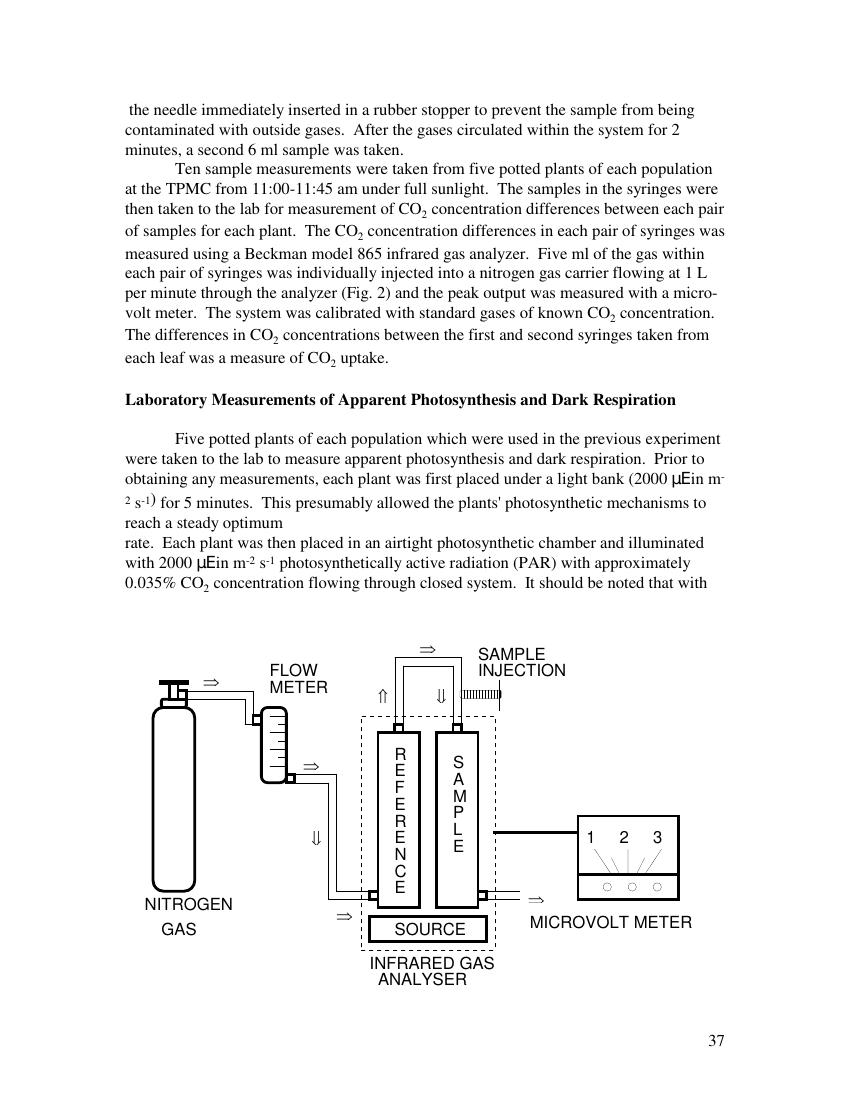 the needle immediately inserted in a rubber stopper to prevent the sample from being
contaminated with outside gases.  After the gases circulated within the system for 2
minutes, a second 6 ml sample was taken.
Ten sample measurements were taken from five potted plants of each population
at the TPMC from 11:00-11:45 am under full sunlight.  The samples in the syringes were
then taken to the lab for measurement of CO2 concentration differences between each pair
of samples for each plant.  The CO2 concentration differences in each pair of syringes was
measured using a Beckman model 865 infrared gas analyzer.  Five ml of the gas within
each pair of syringes was individually injected into a nitrogen gas carrier flowing at 1 L
per minute through the analyzer (Fig. 2) and the peak output was measured with a micro-
volt meter.  The system was calibrated with standard gases of known CO2 concentration.
The differences in CO2 concentrations between the first and second syringes taken from
each leaf was a measure of CO2 uptake.
Laboratory Measurements of Apparent Photosynthesis and Dark Respiration
Five potted plants of each population which were used in the previous experiment
were taken to the lab to measure apparent photosynthesis and dark respiration.  Prior to
obtaining any measurements, each plant was first placed under a light bank (2000 µEin m-
2 s-1) for 5 minutes.  This presumably allowed the plants' photosynthetic mechanisms to
reach a steady optimum
rate.  Each plant was then placed in an airtight photosynthetic chamber and illuminated
with 2000 µEin m-2 s-1 photosynthetically active radiation (PAR) with approximately
0.035% CO2 concentration flowing through closed system.  It should be noted that with
FLOW
METER
SAMPLE
INJECTION
REFERENCE
SAMPLE
1 2 3
NITROGEN
GAS
SOURCE
MICROVOLT METER
INFRARED GAS
ANALYSER
37